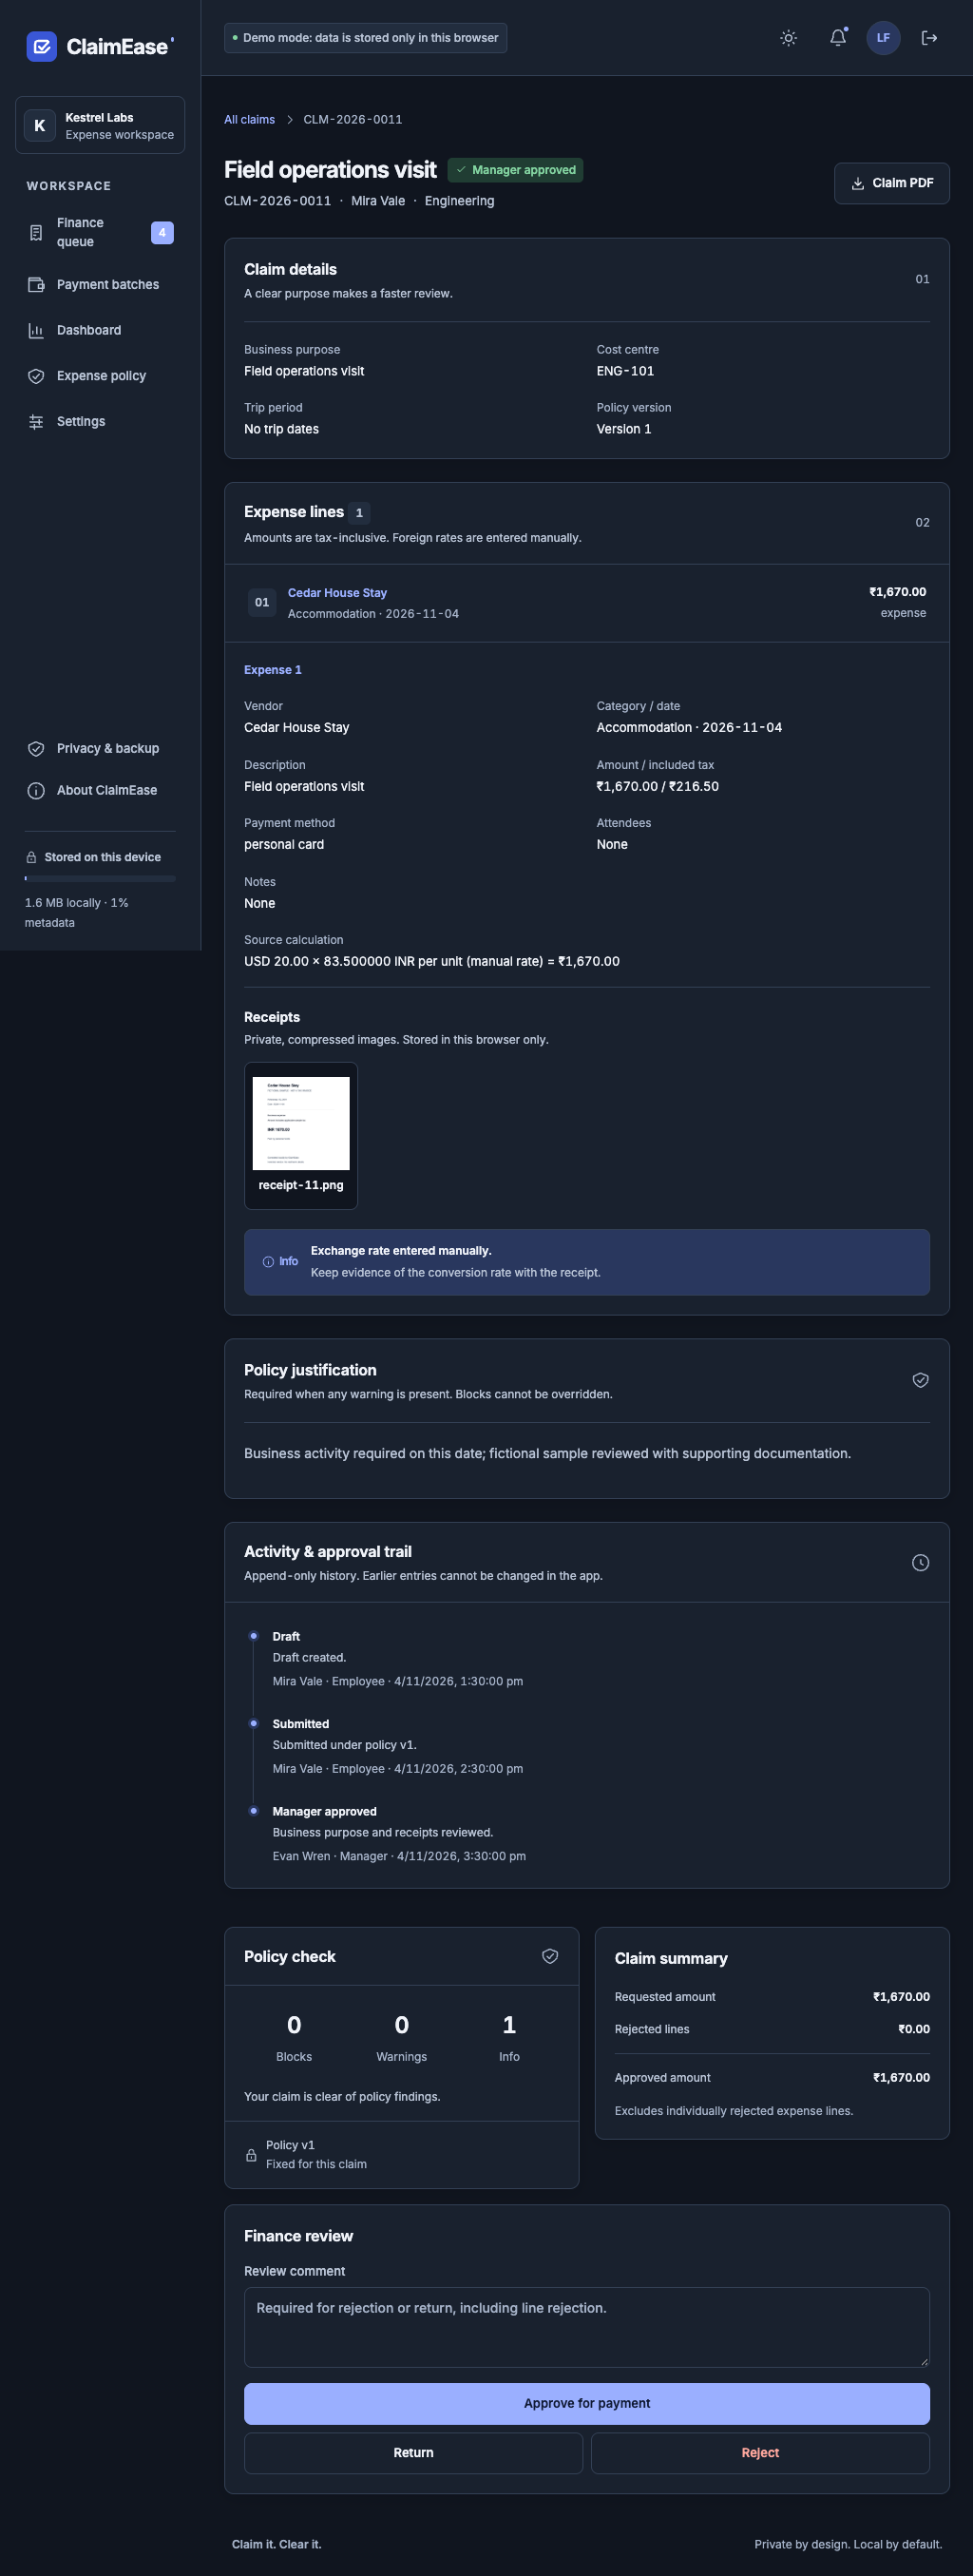 ClaimEase
Demo mode: data is stored only in this browser
LF
K
Kestrel Labs
Expense workspace
WORKSPACE
Finance
queue
4
Payment batches
Dashboard
Expense policy
Settings
Privacy & backup
About ClaimEase
Stored on this device
1.6 MB locally · 1%
metadata
All claims
CLM-2026-0011
Field operations visit
Manager approved
CLM-2026-0011 · Mira Vale · Engineering
Claim PDF
Claim details
A clear purpose makes a faster review.
01
Business purpose
Field operations visit
Cost centre
ENG-101
Trip period
No trip dates
Policy version
Version 1
Expense lines 1
Amounts are tax-inclusive. Foreign rates are entered manually.
02
01
Cedar House Stay
Accommodation · 2026-11-04
₹1,670.00
expense
Expense 1
Vendor
Cedar House Stay
Category / date
Accommodation · 2026-11-04
Description
Field operations visit
Amount / included tax
₹1,670.00 / ₹216.50
Payment method
personal card
Attendees
None
Notes
None
Source calculation
USD 20.00 × 83.500000 INR per unit (manual rate) = ₹1,670.00
Receipts
Private, compressed images. Stored in this browser only.
Cedar House Stay
INR 1670.00
receipt-11.png
Info
Exchange rate entered manually.
Keep evidence of the conversion rate with the receipt.
Policy justification
Required when any warning is present. Blocks cannot be overridden.
Business activity required on this date; fictional sample reviewed with supporting documentation.
Activity & approval trail
Append-only history. Earlier entries cannot be changed in the app.
Draft
Draft created.
Mira Vale · Employee · 4/11/2026, 1:30:00 pm
Submitted
Submitted under policy v1.
Mira Vale · Employee · 4/11/2026, 2:30:00 pm
Manager approved
Business purpose and receipts reviewed.
Evan Wren · Manager · 4/11/2026, 3:30:00 pm
Policy check
0
Blocks
0
Warnings
1
Info
Your claim is clear of policy findings.
Policy v1
Fixed for this claim
Claim summary
Requested amount
₹1,670.00
Rejected lines
₹0.00
Approved amount
₹1,670.00
Excludes individually rejected expense lines.
Finance review
Review comment
Required for rejection or return, including line rejection.
Approve for payment
Return
Reject
Claim it. Clear it.
Private by design. Local by default.